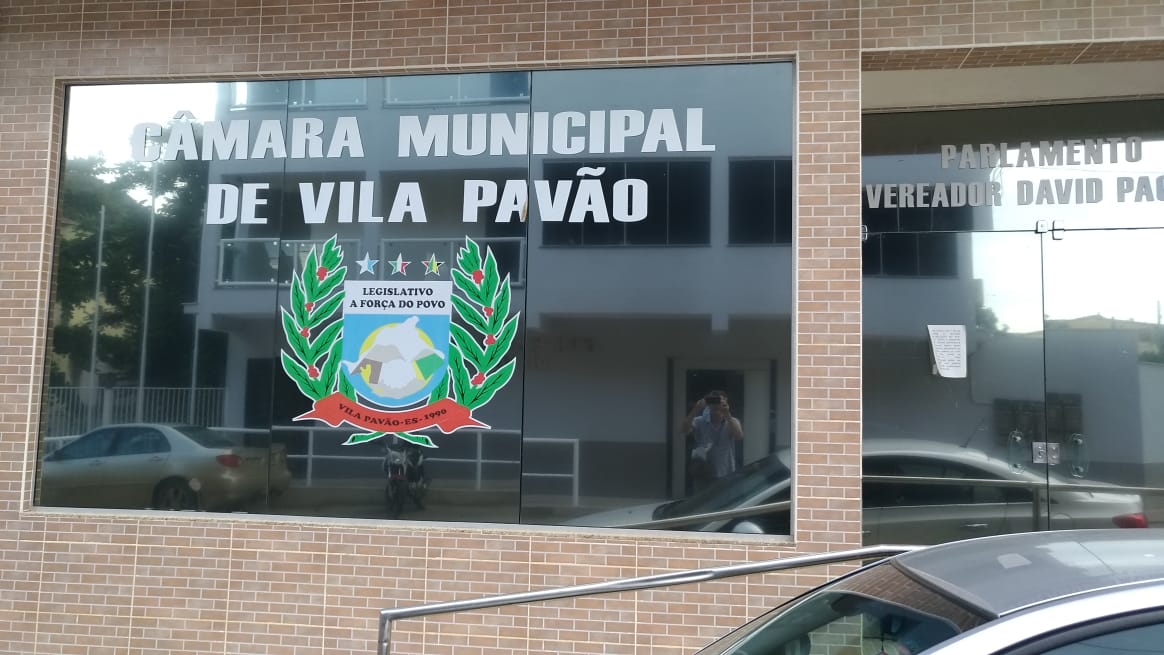 CÂMARA MUNICIPAL
DE VILA PAVÃO
LEGISLATIVO
A FORÇA DO POVO
VILA PAVÃO-ES-1990
PARLAMENTO
VEREADOR DAVID